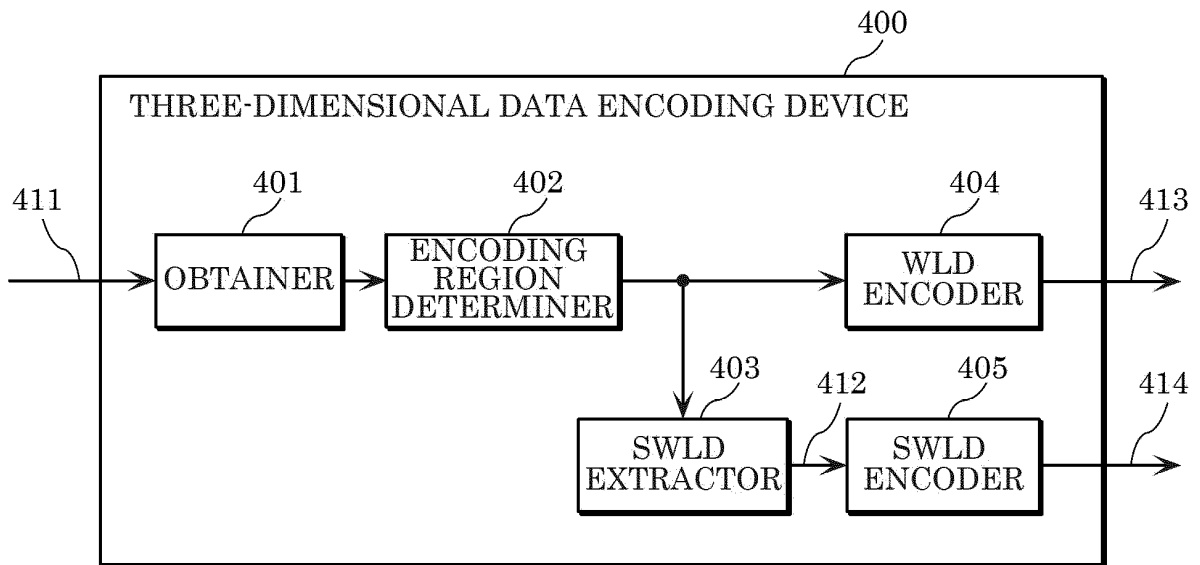 400
THREE-DIMENSIONAL DATA ENCODING DEVICE
411
401
402
404
413
OBTAINER
ENCODING
REGION
DETERMINER
WLD
ENCODER
403
412
405
414
SWLD
EXTRACTOR
SWLD
ENCODER